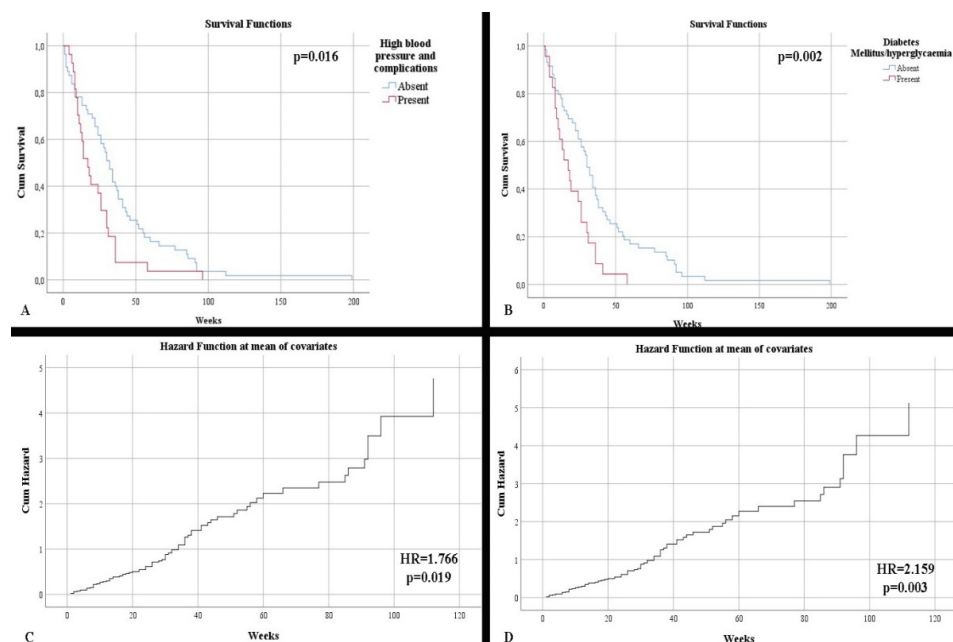 Survival Functions
p=0.016
High blood
pressure and
complications
Absent
Present
1,0
0,8
0,6
0,4
0,2
0,0
Cum Survival
0
50
100
150
200
Weeks
A
Survival Functions
p=0.002
Diabetes
Mellitus/hyperglycaemia
Absent
Present
1,0
0,8
0,6
0,4
0,2
0,0
Cum Survival
0
50
100
150
200
Weeks
B
Hazard Function at mean of covariates
5
4
3
2
1
0
Cum Hazard
HR=1.766
p=0.019
0
20
40
60
80
100
120
Weeks
C
Hazard Function at mean of covariates
6
5
4
3
2
1
0
Cum Hazard
HR=2.159
p=0.003
0
20
40
60
80
100
120
Weeks
D